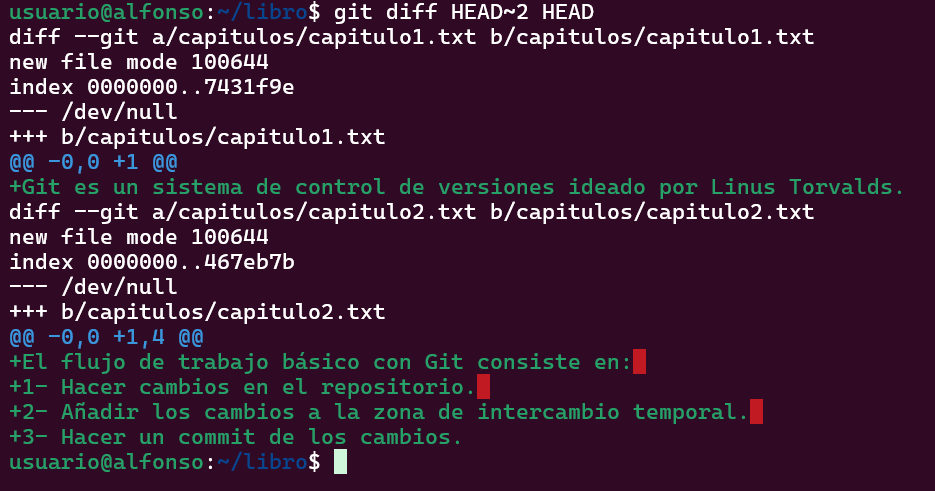 usuario@alfonso:~/libro$ git diff HEAD~2 HEAD
diff --git a/capitulos/capitulo1.txt b/capitulos/capitulo1.txt
new file mode 100644
index 0000000..7431f9e
--- /dev/null
+++ b/capitulos/capitulo1.txt
@@ -0,0 +1 @@
+Git es un sistema de control de versiones ideado por Linus Torvalds.
diff --git a/capitulos/capitulo2.txt b/capitulos/capitulo2.txt
new file mode 100644
index 0000000..467eb7b
--- /dev/null
+++ b/capitulos/capitulo2.txt
@@ -0,0 +1,4 @@
+El flujo de trabajo básico con Git consiste en:
+1- Hacer cambios en el repositorio.
+2- Añadir los cambios a la zona de intercambio temporal.
+3- Hacer un commit de los cambios.
usuario@alfonso:~/libro$